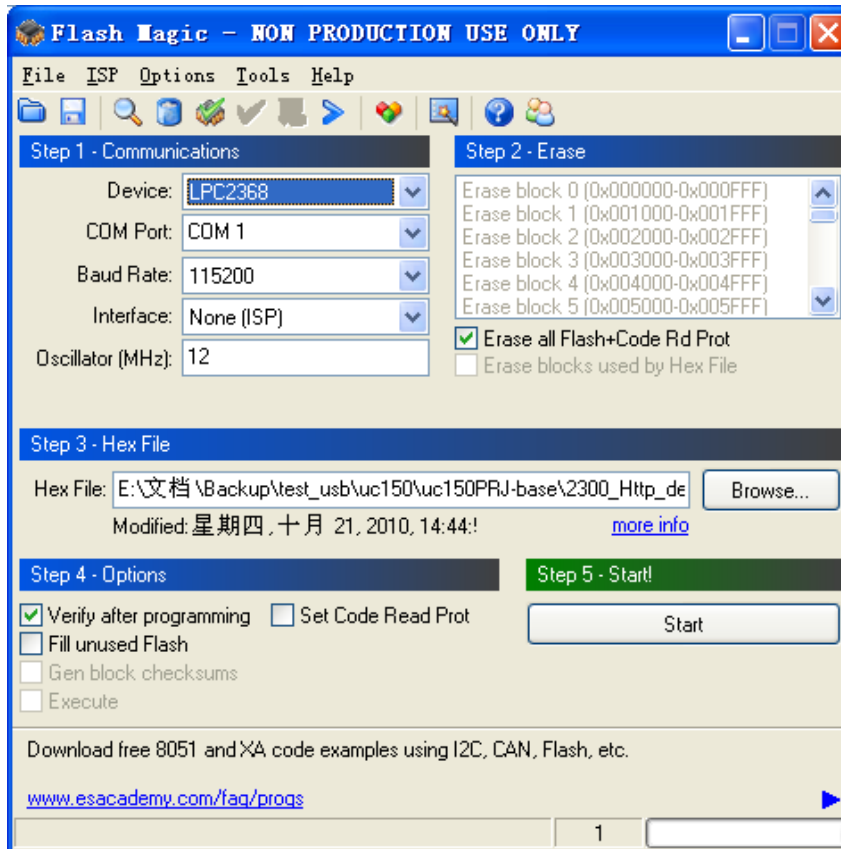 Flash Magic - NON PRODUCTION USE ONLY
File ISP Options Tools Help
Step 1 - Communications
Device: LPC2368
COM Port: COM 1
Baud Rate: 115200
Interface: None (ISP)
Oscillator (MHz): 12
Step 2 - Erase
Erase block 0 (0x000000-0x000FFF)
Erase block 1 (0x001000-0x001FFF)
Erase block 2 (0x002000-0x002FFF)
Erase block 3 (0x003000-0x003FFF)
Erase block 4 (0x004000-0x004FFF)
Erase block 5 (0x005000-0x005FFF)
Erase all Flash+Code Rd Prot
Erase blocks used by Hex File
Step 3 - Hex File
Hex File: E:\文档\Backup\test_usb\uc150\uc150PRJ-base\2300_Http_de Browse...
Modified: 星期四, 十月 21, 2010, 14:44:! more info
Step 4 - Options
Verify after programming Set Code Read Prot
Fill unused Flash
Gen block checksums
Execute
Step 5 - Start!
Start
Download free 8051 and XA code examples using I2C, CAN, Flash, etc.
www.esacademy.com/faq/progs
1